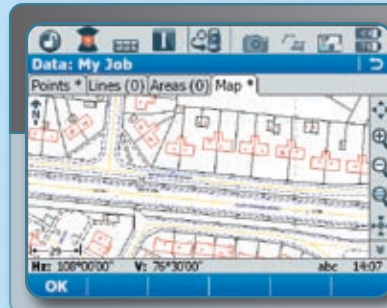 Data: My Job
Points * Lines (0) Areas (0) Map *
N
25
Hz: 108°00'00" V: 76°30'00" abc 14:07
OK